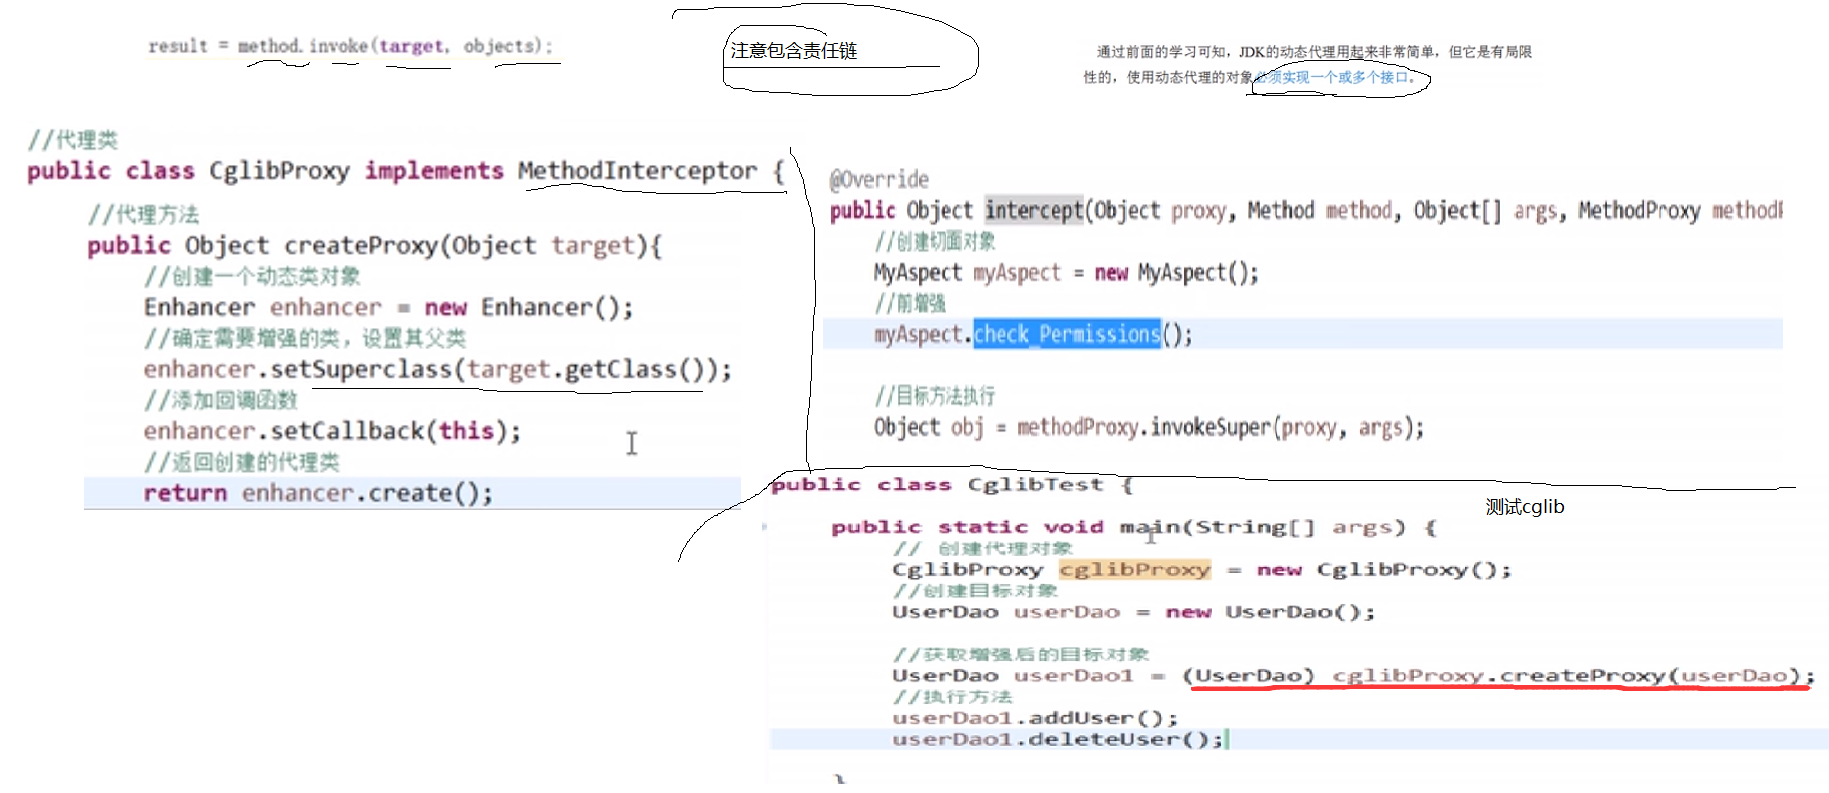 result = method.invoke(target, objects);
注意包含责任链
通过前面的学习可知，JDK的动态代理用起来非常简单，但它是有局限
性的，使用动态代理的对象必须实现一个或多个接口。
//代理类
public class CglibProxy implements MethodInterceptor {
//代理方法
public Object createProxy(Object target){
//创建一个动态类对象
Enhancer enhancer = new Enhancer();
//确定需要增强的类，设置其父类
enhancer.setSuperclass(target.getClass());
//添加回调函数
enhancer.setCallback(this);
//返回创建的代理类
return enhancer.create();
@Override
public Object intercept(Object proxy, Method method, Object[] args, MethodProxy methodP
//创建切面对象
MyAspect myAspect = new MyAspect();
//前增强
myAspect.check_Permissions();
//目标方法执行
Object obj = methodProxy.invokeSuper(proxy, args);
public class CglibTest {
测试cglib
public static void main(String[] args) {
// 创建代理对象
CglibProxy cglibProxy = new CglibProxy();
//创建目标对象
UserDao userDao = new UserDao();
//获取增强后的目标对象
UserDao userDao1 = (UserDao) cglibProxy.createProxy(userDao);
//执行方法
userDao1.addUser();
userDao1.deleteUser();
}